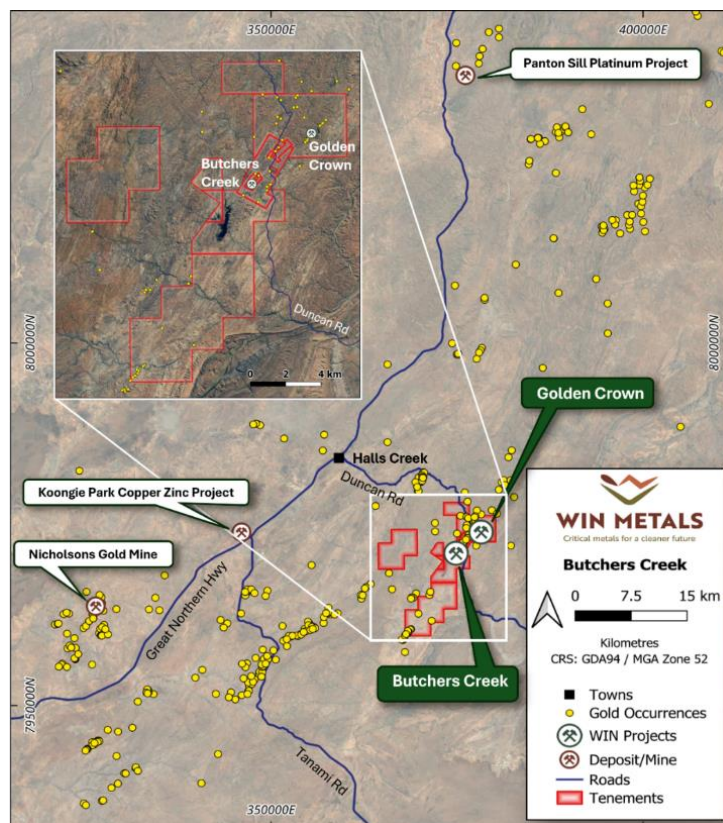 350000E
400000E
Panton Sill Platinum Project
Golden
Crown
Butchers
Creek
Duncan Rd
0 2 4 km
8000000N
8000000N
Golden Crown
Halls Creek
Duncan Rd
Koongie Park Copper Zinc Project
Nicholsons Gold Mine
Great Northern Hwy
Butchers Creek
7950000N
Tanami Rd
350000E
WIN METALS
Critical metals for a cleaner future
Butchers Creek
0 7.5 15 km
Kilometres
CRS: GDA94 / MGA Zone 52
Towns
Gold Occurrences
WIN Projects
Deposit/Mine
Roads
Tenements
7950000N